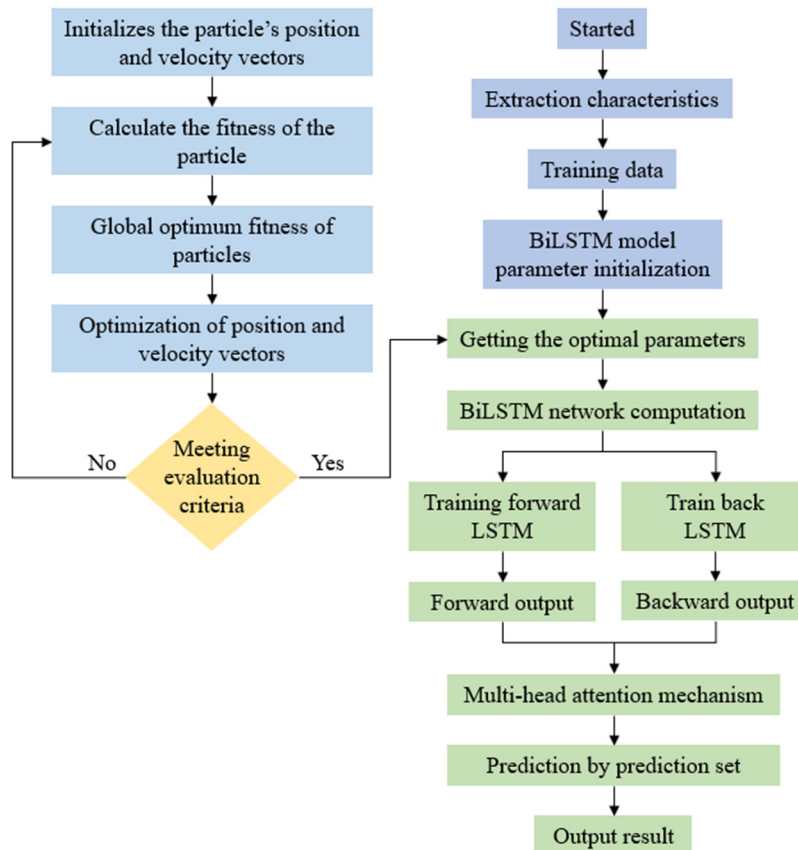 Initializes the particle's position
and velocity vectors
Calculate the fitness of the
particle
Global optimum fitness of
particles
Optimization of position and
velocity vectors
Meeting
evaluation
criteria
No
Yes
Started
Extraction characteristics
Training data
BiLSTM model
parameter initialization
Getting the optimal parameters
BiLSTM network computation
Training forward
LSTM
Train back
LSTM
Forward output
Backward output
Multi-head attention mechanism
Prediction by prediction set
Output result